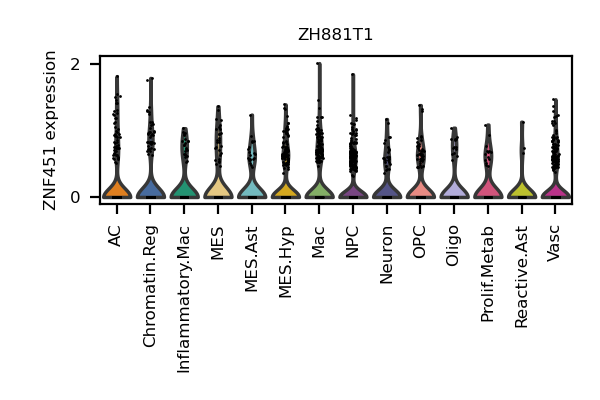 ZH881T1
ZNF451 expression
2
0
AC
Chromatin.Reg
Inflammatory.Mac
MES
MES.Ast
MES.Hyp
Mac
NPC
Neuron
OPC
Oligo
Prolif.Metab
Reactive.Ast
Vasc